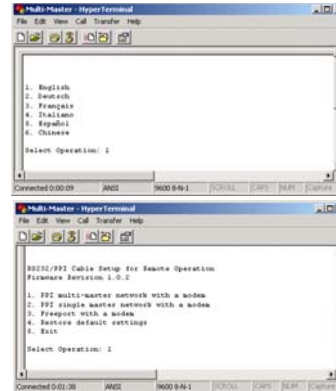 Multi-Master - HyperTerminal
File Edit View Call Transfer Help
1. English
2. Deutsch
3. Français
4. Italiano
5. Español
6. Chinese
Select Operation: 1
Connected 0:00:09 ANSI 9600 8-N-1 SCROLL CAPS NUM Capture
Multi-Master - HyperTerminal
File Edit View Call Transfer Help
RS232/PPI Cable Setup for Remote Operation
Firmware Revision 1.0.2
1. PPI multi-master network with a modem
2. PPI single master network with a modem
3. Freeport with a modem
4. Restore default settings
5. Exit
Select Operation: 1
Connected 0:01:38 ANSI 9600 8-N-1 SCROLL CAPS NUM Capture